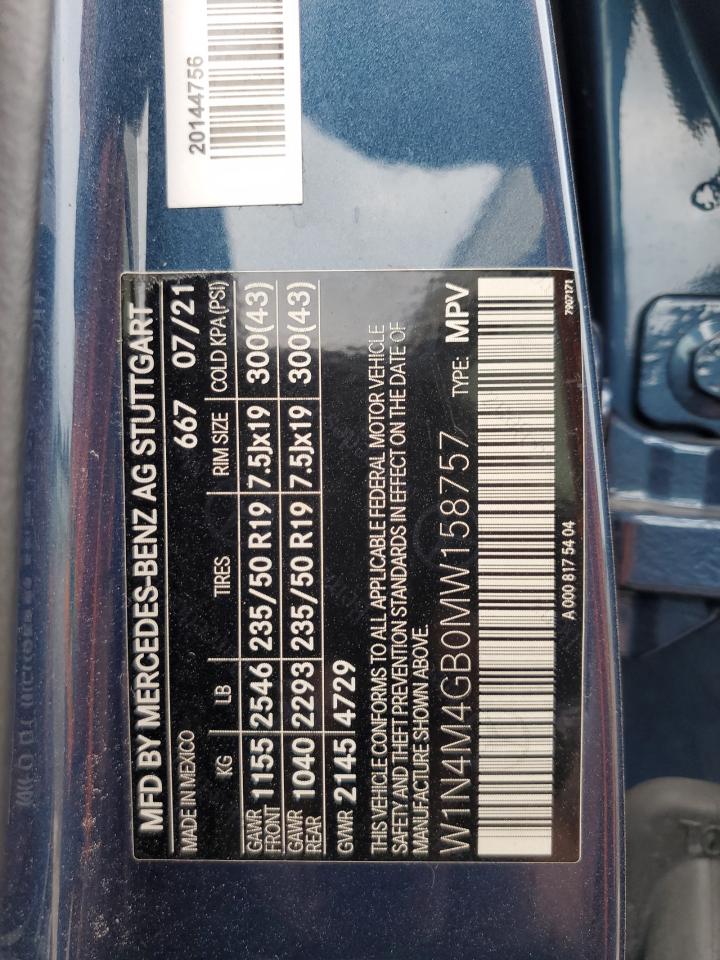 20144756
MFD BY MERCEDES-BENZ AG STUTTGART
MADE IN MEXICO 667 07/21
KG LB TIRES RIM SIZE COLD KPA(PSI)
GAWR FRONT 1155 2546 235/50 R19 7.5Jx19 300(43)
GAWR REAR 1040 2293 235/50 R19 7.5Jx19 300(43)
GVWR 2145 4729
THIS VEHICLE CONFORMS TO ALL APPLICABLE FEDERAL MOTOR VEHICLE
SAFETY AND THEFT PREVENTION STANDARDS IN EFFECT ON THE DATE OF
MANUFACTURE SHOWN ABOVE.
W1N4M4GB0MW158757 TYPE: MPV
A 000 817 54 04 7907171